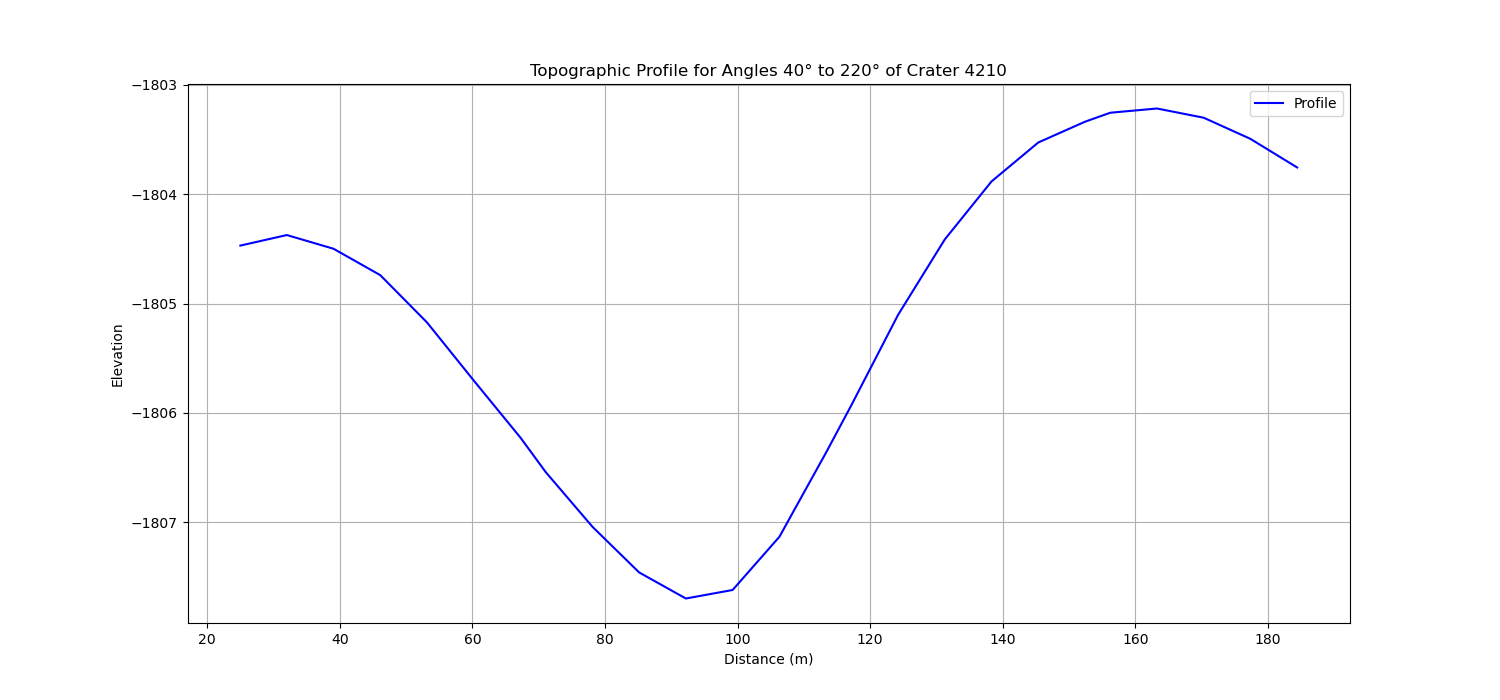 Topographic Profile for Angles 40° to 220° of Crater 4210
Profile
−1803
−1804
−1805
−1806
−1807
Elevation
20 40 60 80 100 120 140 160 180
Distance (m)